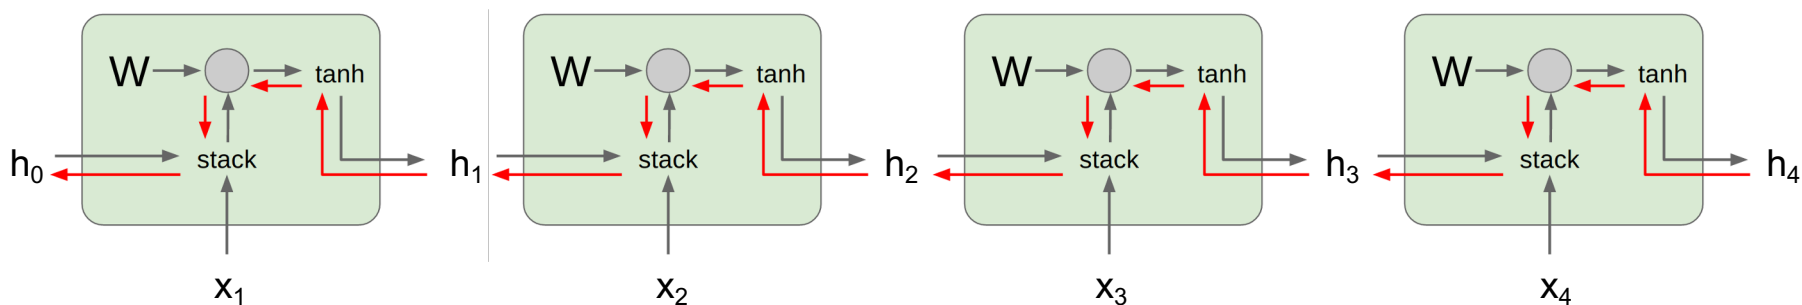 W tanh W tanh W tanh W tanh
h₀ stack h₁ stack h₂ stack h₃ stack h₄
x₁ x₂ x₃ x₄